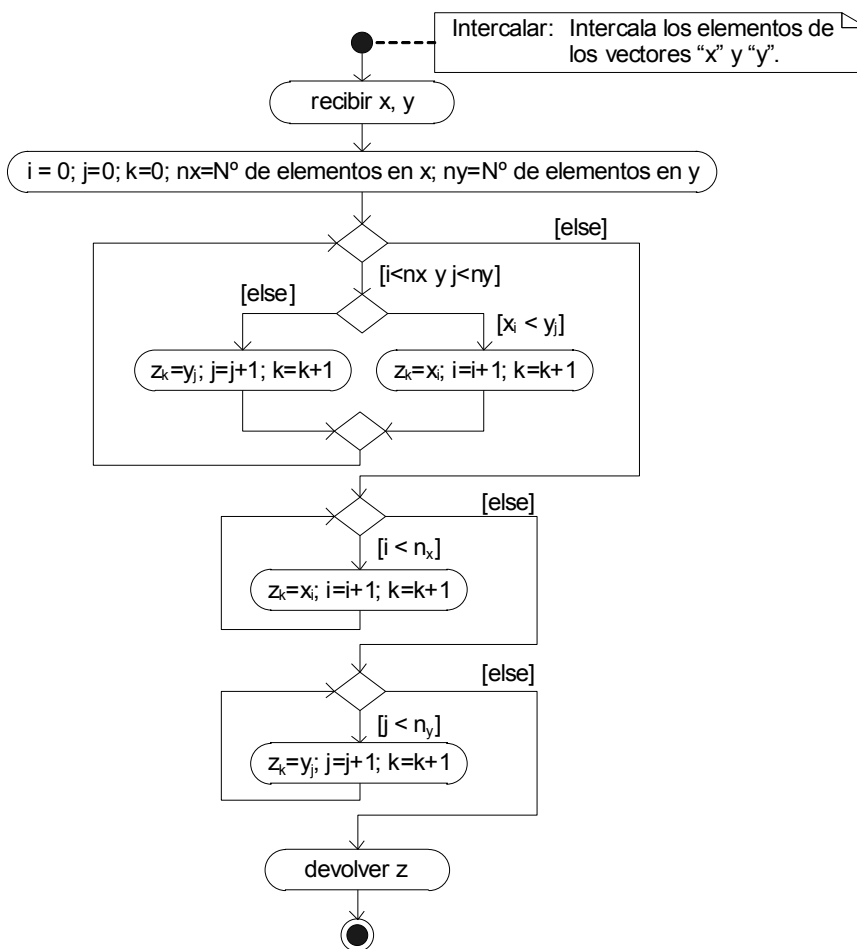 Intercalar: Intercala los elementos de
los vectores “x” y “y”.
recibir x, y
i = 0; j=0; k=0; nx=Nº de elementos en x; ny=Nº de elementos en y
[else]
[i<nx y j<ny]
[else]
[xᵢ < yⱼ]
zₖ=yⱼ; j=j+1; k=k+1
zₖ=xᵢ; i=i+1; k=k+1
[else]
[i < nₓ]
zₖ=xᵢ; i=i+1; k=k+1
[else]
[j < n_y]
zₖ=yⱼ; j=j+1; k=k+1
devolver z